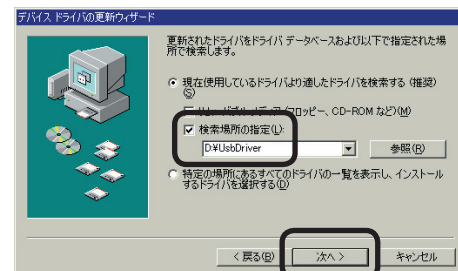 デバイス ドライバの更新ウィザード
更新されたドライバをドライバ データベースおよび以下で指定された場
所で検索します。
現在使用しているドライバより適したドライバを検索する (推奨)
(S)
リムーバブル メディア (フロッピー、CD-ROM など)(M)
検索場所の指定(L):
D:¥UsbDriver
参照(R)
特定の場所にあるすべてのドライバの一覧を表示し、インストール
するドライバを選択する(D)
< 戻る(B)
次へ >
キャンセル